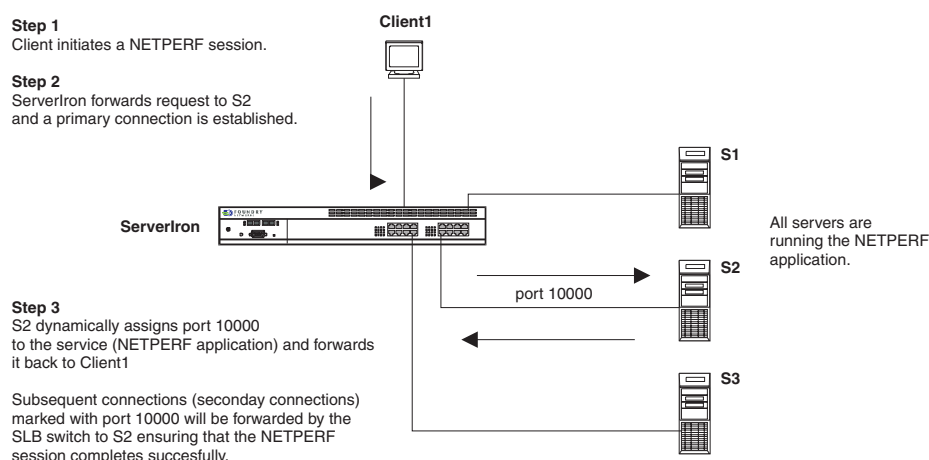 Step 1
Client initiates a NETPERF session.
Step 2
ServerIron forwards request to S2
and a primary connection is established.
Client1
S1
ServerIron
FOUNDRY
NETWORKS
All servers are
running the NETPERF
application.
S2
port 10000
Step 3
S2 dynamically assigns port 10000
to the service (NETPERF application) and forwards
it back to Client1
S3
Subsequent connections (seconday connections)
marked with port 10000 will be forwarded by the
SLB switch to S2 ensuring that the NETPERF
session completes succesfully.